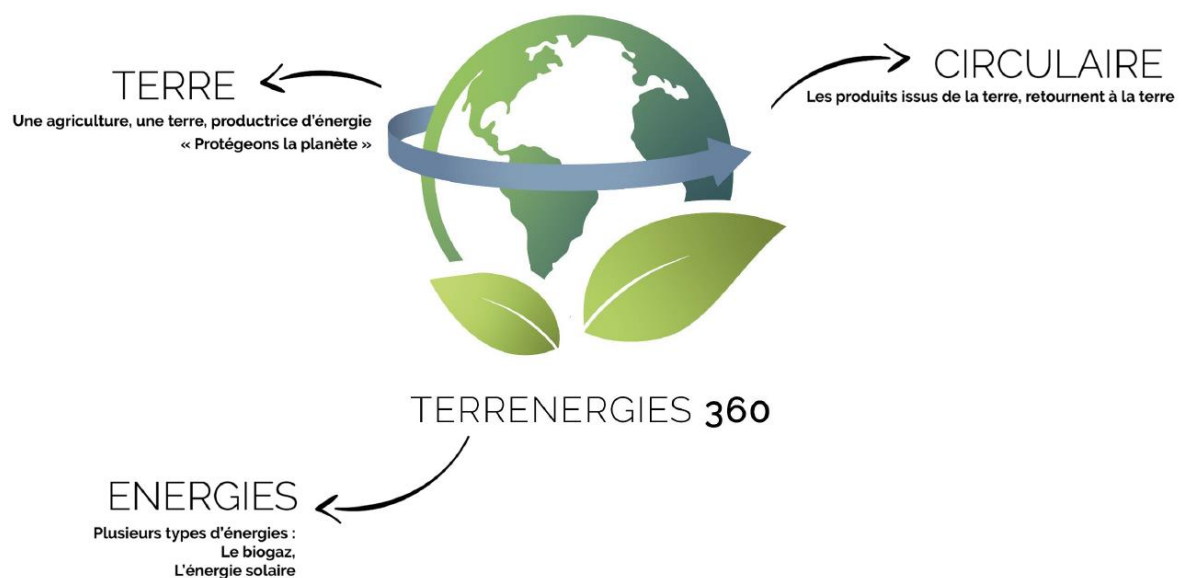 TERRE
Une agriculture, une terre, productrice d’énergie
« Protégeons la planète »
CIRCULAIRE
Les produits issus de la terre, retournent à la terre
TERRENERGIES 360
ENERGIES
Plusieurs types d’énergies :
Le biogaz,
L’énergie solaire